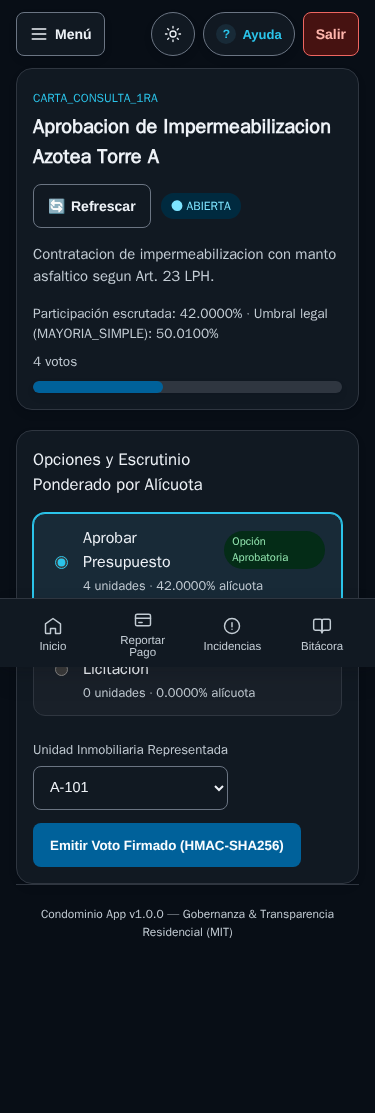 Menú
?
Ayuda
Salir
CARTA_CONSULTA_1RA
Aprobacion de Impermeabilizacion
Azotea Torre A
Refrescar
ABIERTA
Contratacion de impermeabilizacion con manto
asfaltico segun Art. 23 LPH.
Participación escrutada: 42.0000% · Umbral legal
(MAYORIA_SIMPLE): 50.0100%
4 votos
Opciones y Escrutinio
Ponderado por Alícuota
Aprobar
Presupuesto
Opción
Aprobatoria
4 unidades · 42.0000% alícuota
Inicio
Reportar
Pago
Incidencias
Bitácora
Licitacion
0 unidades · 0.0000% alícuota
Unidad Inmobiliaria Representada
A-101
Emitir Voto Firmado (HMAC-SHA256)
Condominio App v1.0.0 — Gobernanza & Transparencia
Residencial (MIT)